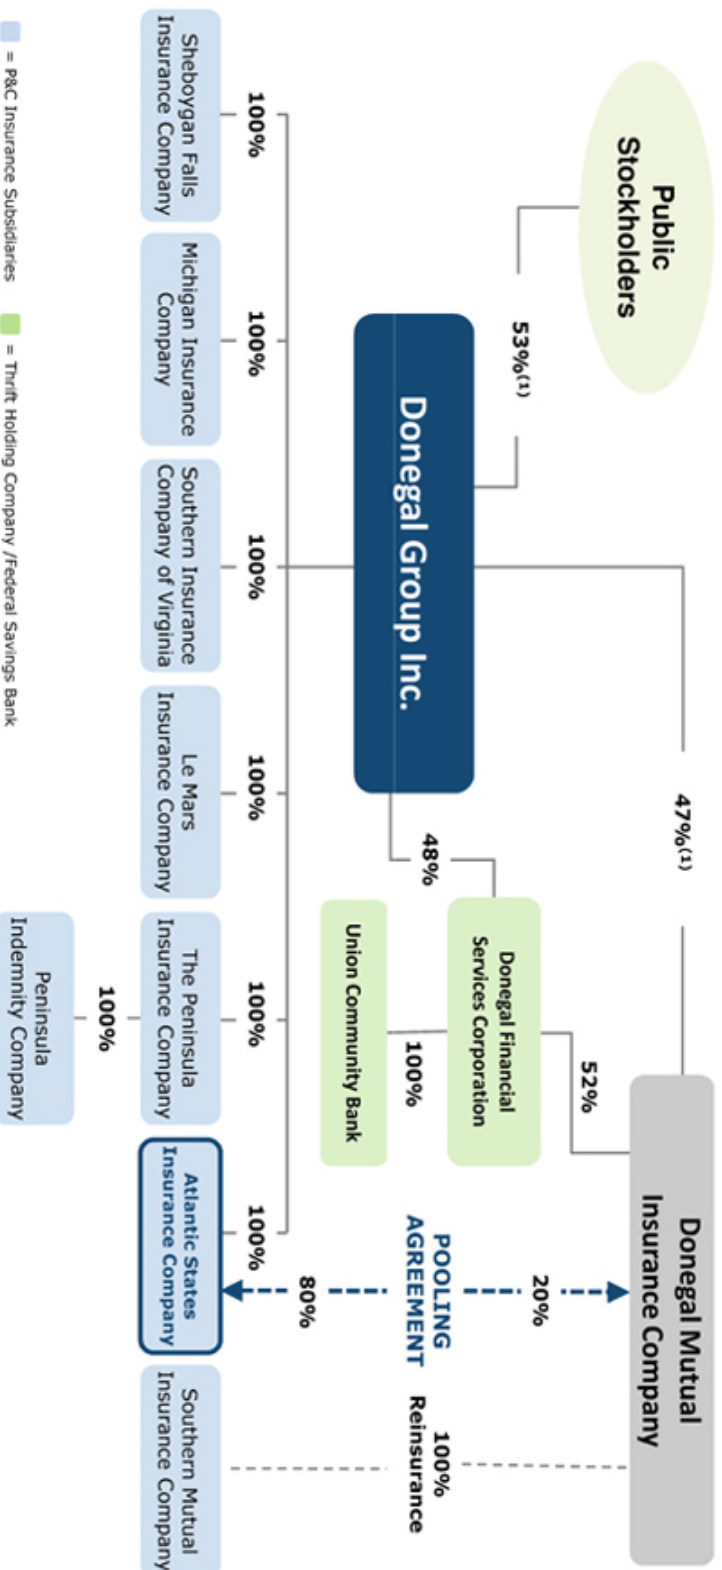 Public
Stockholders
Donegal Mutual
Insurance Company
47%(1)
53%(1)
52%
20%
Donegal Group Inc.
48%
Donegal Financial
Services Corporation
100%
Union Community Bank
POOLING
AGREEMENT
80%
100%
Reinsurance
100%
100%
100%
100%
100%
100%
Sheboygan Falls
Insurance Company
Michigan Insurance
Company
Southern Insurance
Company of Virginia
Le Mars
Insurance Company
The Peninsula
Insurance Company
Atlantic States
Insurance Company
Southern Mutual
Insurance Company
100%
Peninsula
Indemnity Company
= P&C Insurance Subsidiaries
= Thrift Holding Company /Federal Savings Bank